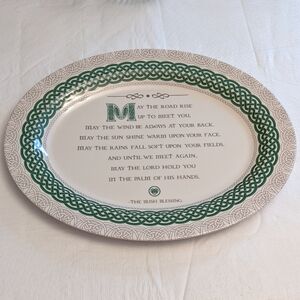 May the road rise
up to meet you.
May the wind be always at your back.
May the sun shine warm upon your face,
May the rains fall soft upon your fields.
And until we meet again,
May the Lord hold you
in the palm of His hands.
-The Irish Blessing